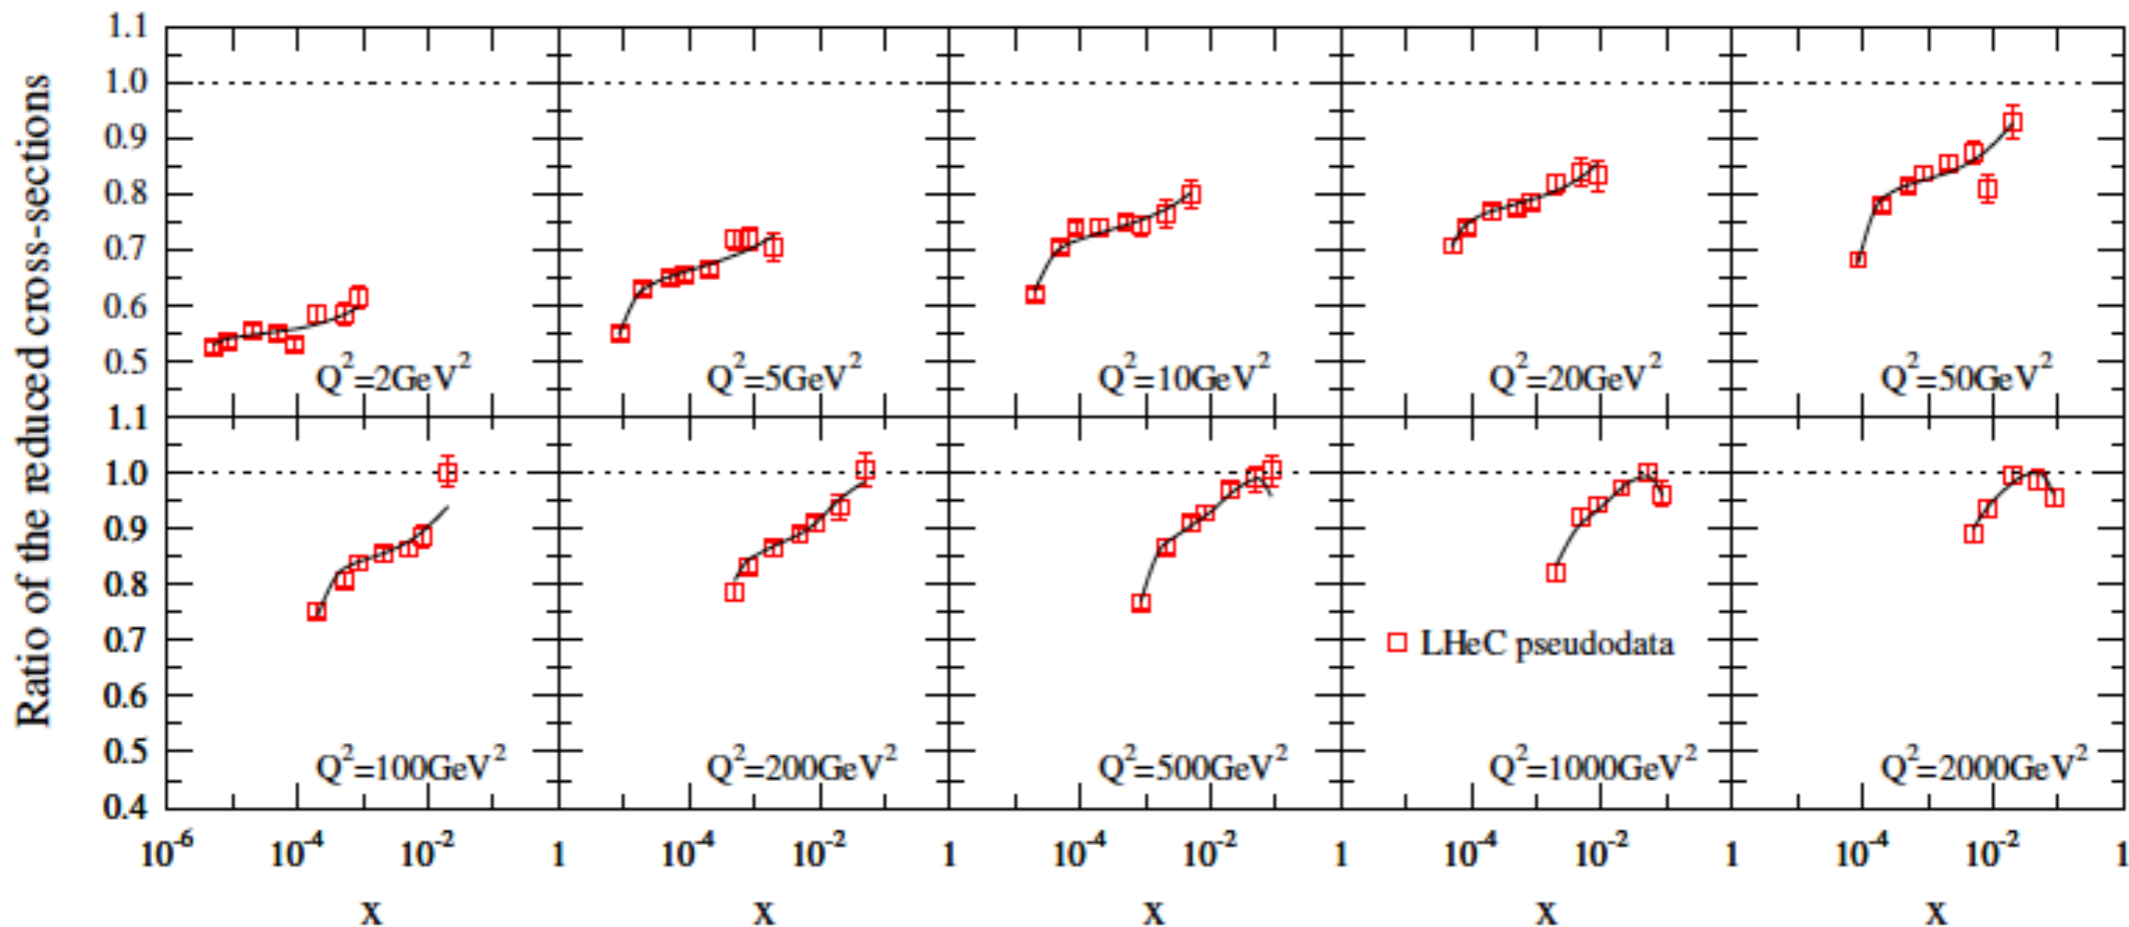 Ratio of the reduced cross-sections
1.1
1.0
0.9
0.8
0.7
0.6
0.5
Q²=2GeV²
Q²=5GeV²
Q²=10GeV²
Q²=20GeV²
Q²=50GeV²
1.1
1.0
0.9
0.8
0.7
0.6
0.5
0.4
LHeC pseudodata
Q²=100GeV²
Q²=200GeV²
Q²=500GeV²
Q²=1000GeV²
Q²=2000GeV²
10⁻⁶ 10⁻⁴ 10⁻² 1 10⁻⁴ 10⁻² 1 10⁻⁴ 10⁻² 1 10⁻⁴ 10⁻² 1 10⁻⁴ 10⁻² 1
x x x x x